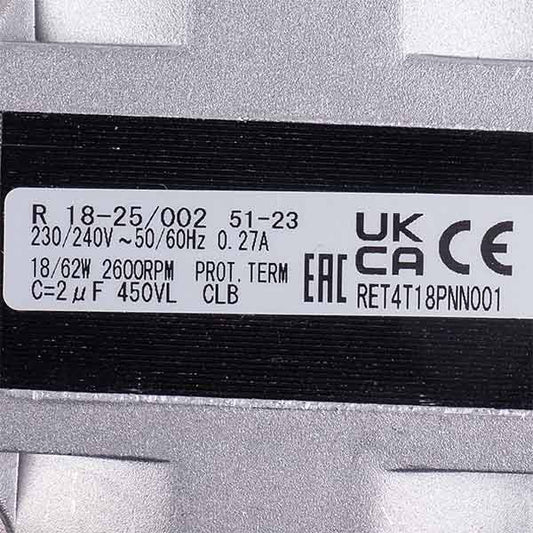 R 18-25/002 51-23
230/240V ~ 50/60Hz 0.27A
18/62W 2600RPM PROT. TERM
C=2μF 450VL CLB
EAC
UK
CA
CE
RET4T18PNN001